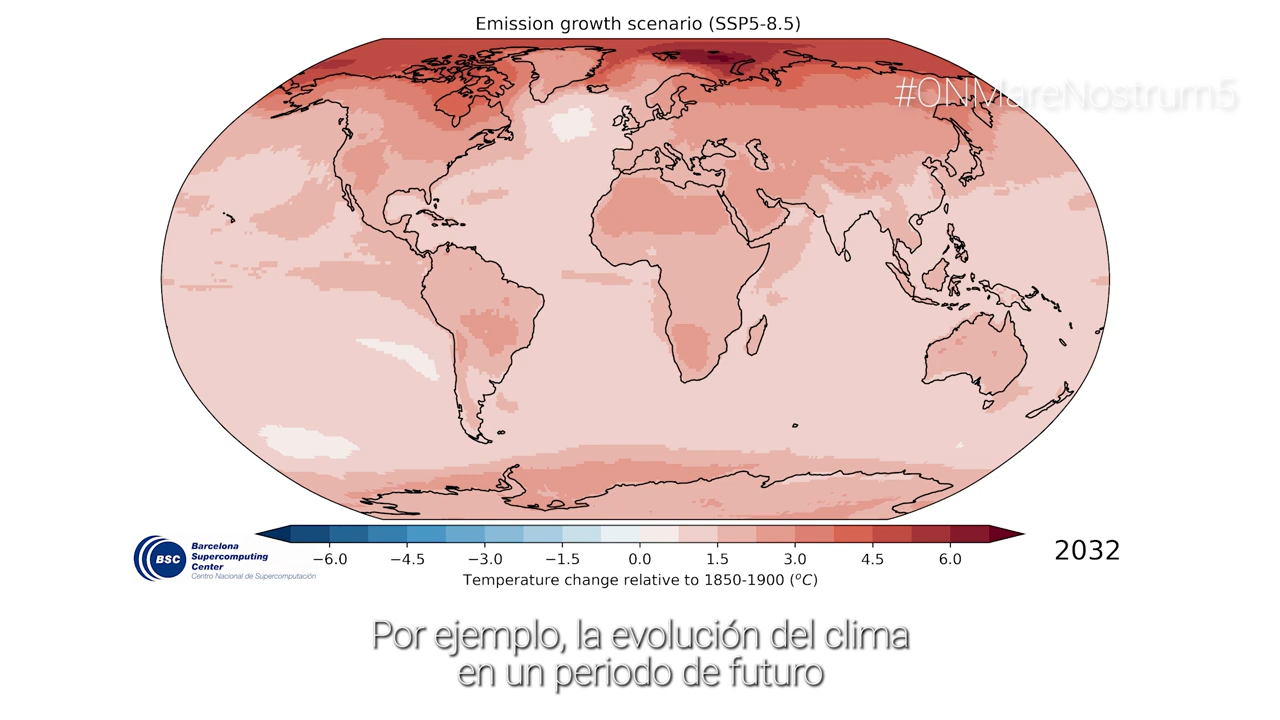 Emission growth scenario (SSP5-8.5)
#ONMareNostrum5
−6.0 −4.5 −3.0 −1.5 0.0 1.5 3.0 4.5 6.0
Temperature change relative to 1850-1900 (°C)
2032
BSC
Barcelona
Supercomputing
Center
Centro Nacional de Supercomputación
Por ejemplo, la evolución del clima
en un periodo de futuro